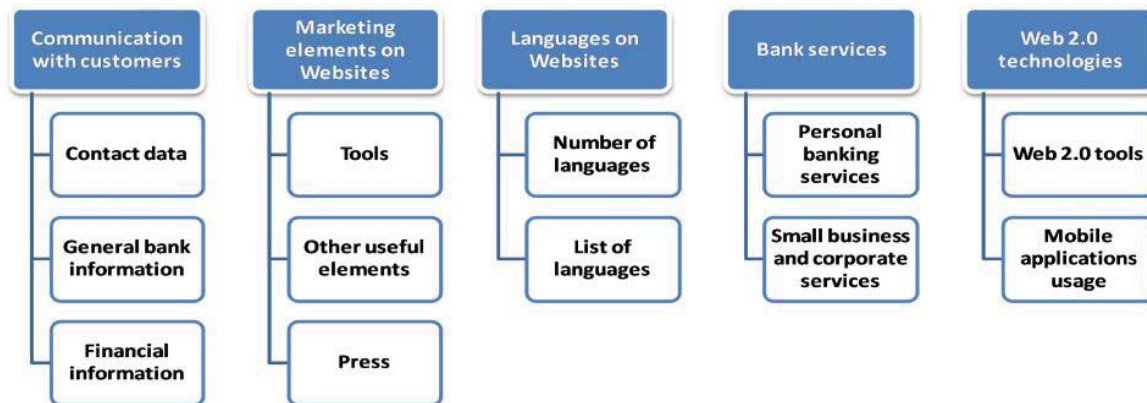 Communication
with customers
Contact data
General bank
information
Financial
information
Marketing
elements on
Websites
Tools
Other useful
elements
Press
Languages on
Websites
Number of
languages
List of
languages
Bank services
Personal
banking
services
Small business
and corporate
services
Web 2.0
technologies
Web 2.0 tools
Mobile
applications
usage